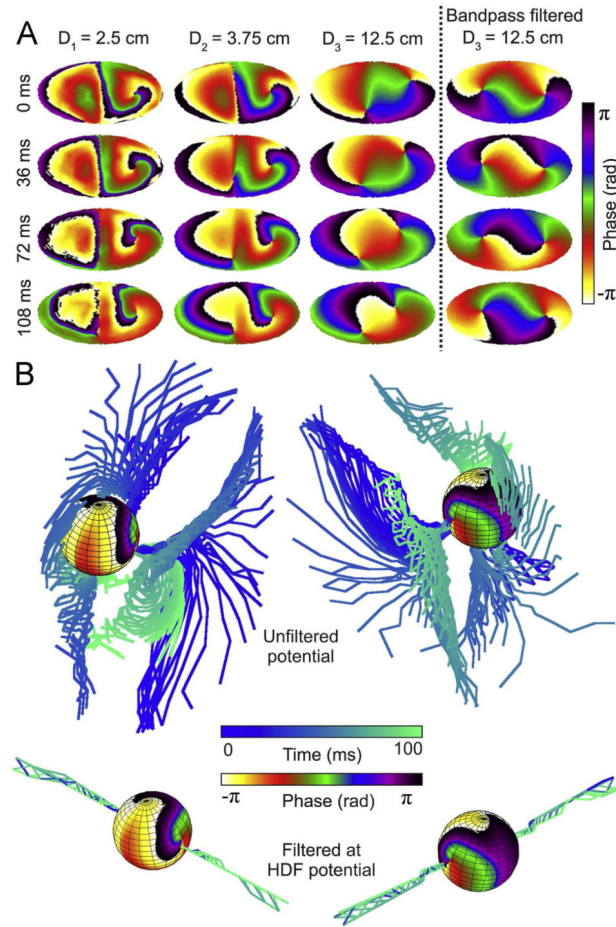 Bandpass filtered
A D₁ = 2.5 cm D₂ = 3.75 cm D₃ = 12.5 cm D₃ = 12.5 cm
0 ms
36 ms
72 ms
108 ms
π
Phase (rad)
-π
B
Unfiltered
potential
0 100
Time (ms)
-π π
Phase (rad)
Filtered at
HDF potential